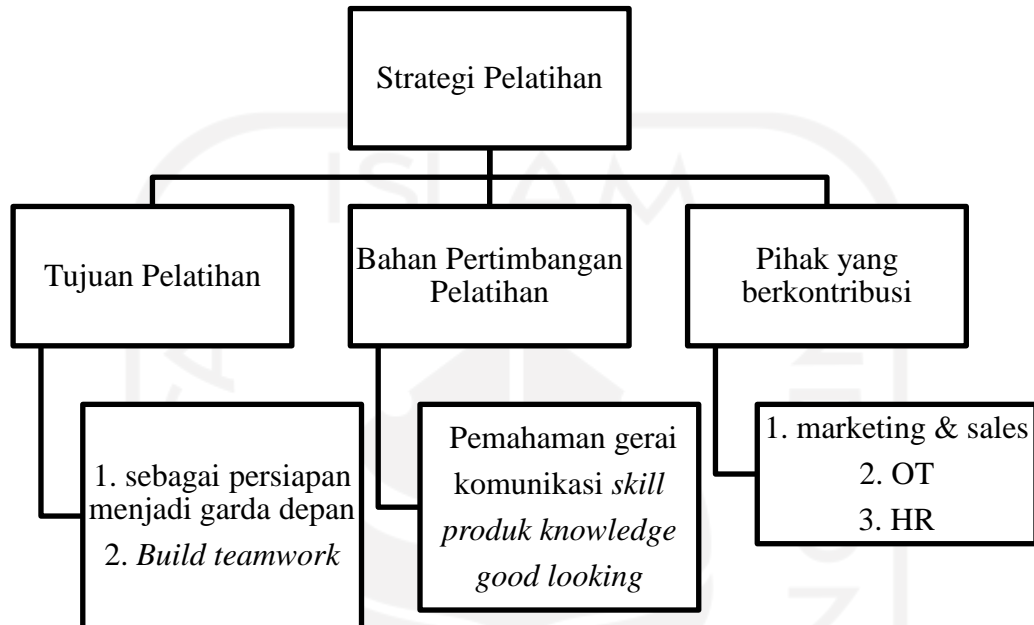 Strategi Pelatihan
Tujuan Pelatihan
Bahan Pertimbangan
Pelatihan
Pihak yang
berkontribusi
1. sebagai persiapan
menjadi garda depan
2. Build teamwork
Pemahaman gerai
komunikasi skill
produk knowledge
good looking
1. marketing & sales
2. OT
3. HR
ISLAM